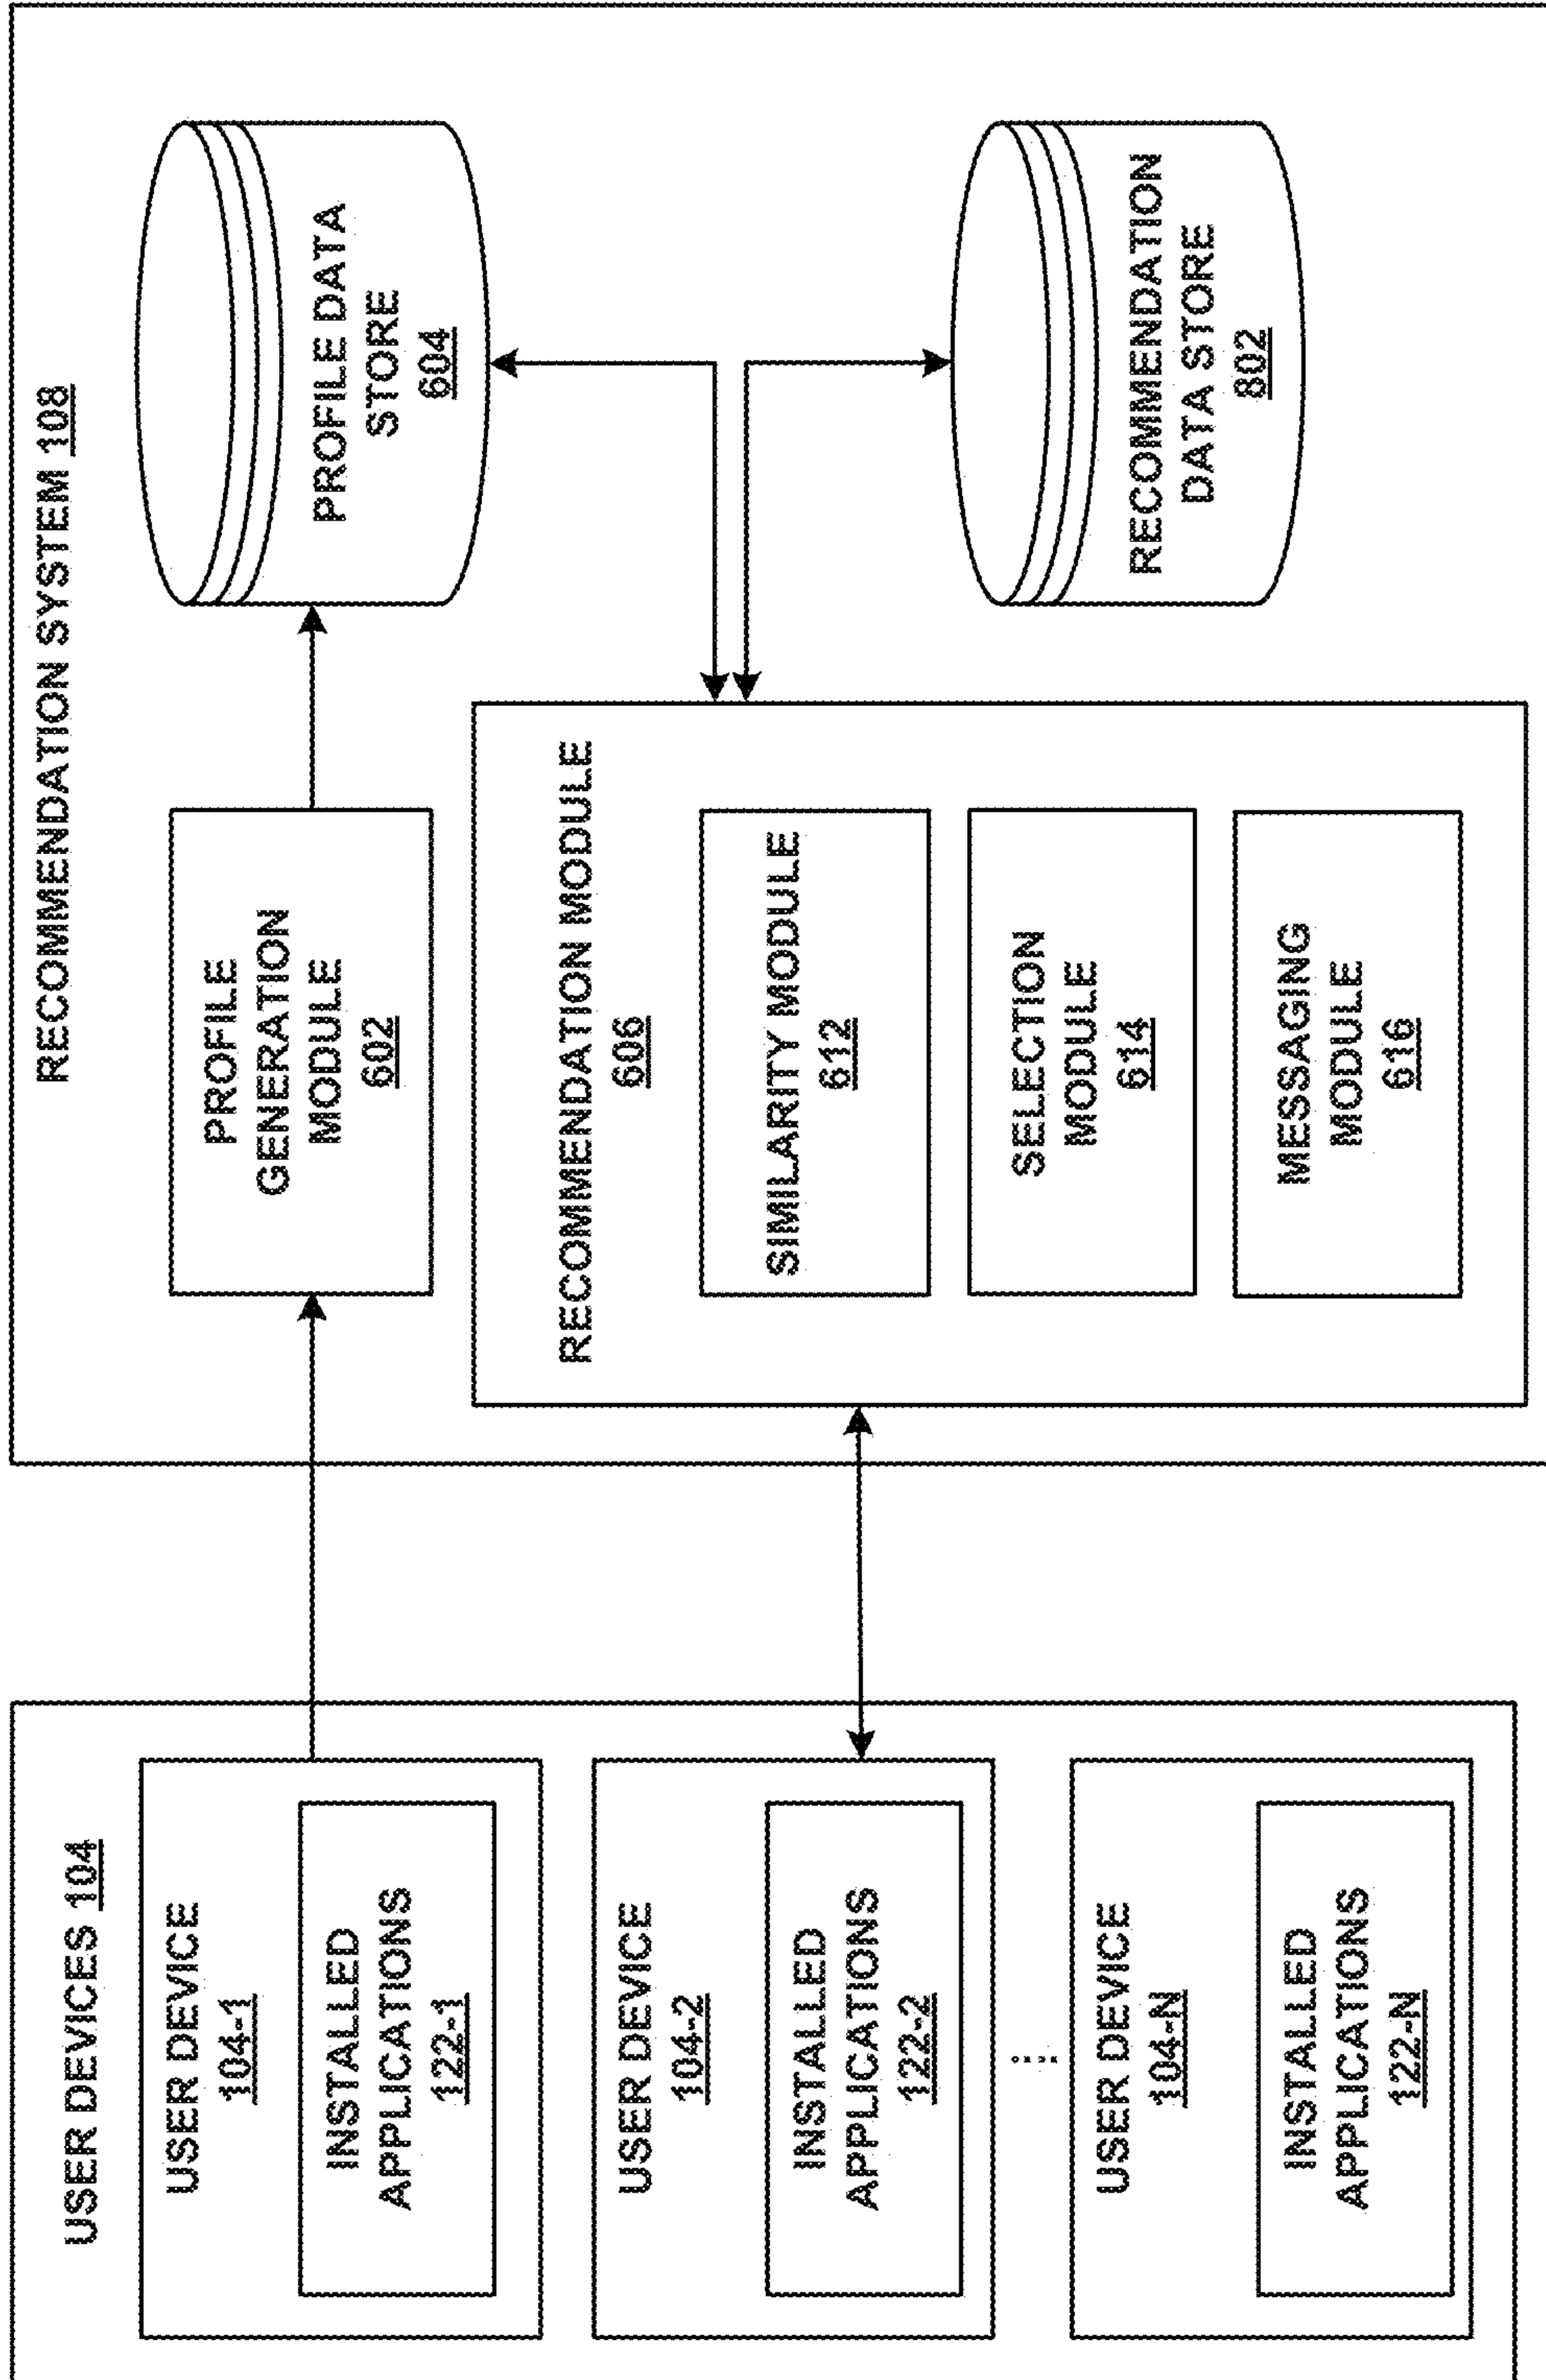 USER DEVICES 104
USER DEVICE
104-1
INSTALLED
APPLICATIONS
122-1
USER DEVICE
104-2
INSTALLED
APPLICATIONS
122-2
....
USER DEVICE
104-N
INSTALLED
APPLICATIONS
122-N
RECOMMENDATION SYSTEM 108
PROFILE
GENERATION
MODULE
602
RECOMMENDATION MODULE
606
SIMILARITY MODULE
612
SELECTION
MODULE
614
MESSAGING
MODULE
616
PROFILE DATA
STORE
604
RECOMMENDATION
DATA STORE
802